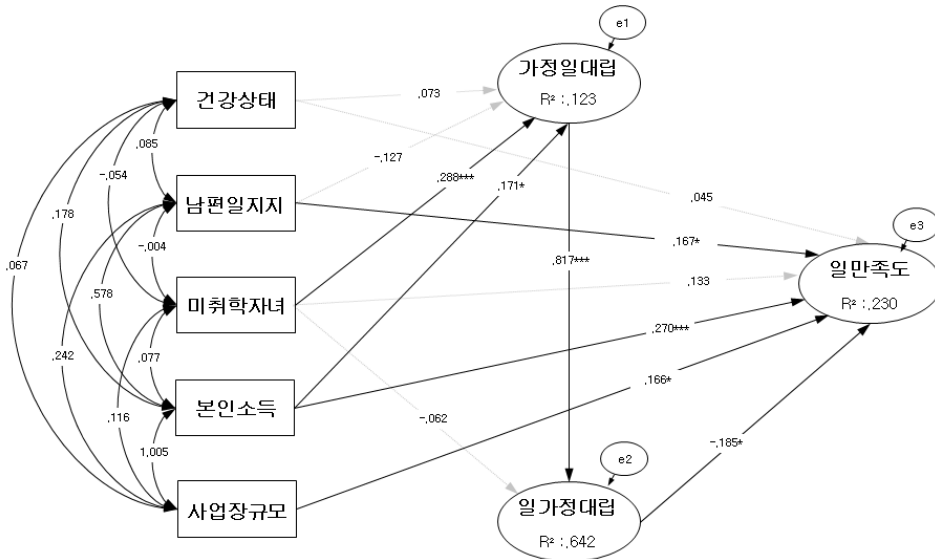 e1
가정일대립
R² : .123
건강상태
.073
.085
-.127
-.054
.288***
.171*
.045
.178
남편일지지
e3
-.004
.167*
.067
.817***
일만족도
.578
.133
미취학자녀
R² : .230
.270***
.242
.077
.166*
본인소득
.116
-.062
1.005
-.185*
e2
사업장규모
일가정대립
R² : .642